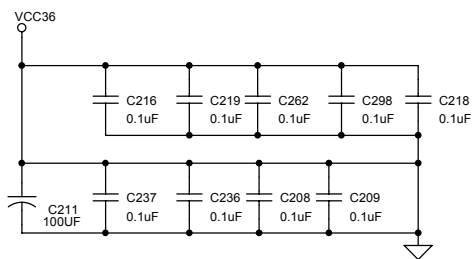 VCC36
C216 C219 C262 C298 C218
0.1uF 0.1uF 0.1uF 0.1uF 0.1uF
C237 C236 C208 C209
C211 0.1uF 0.1uF 0.1uF 0.1uF
100UF